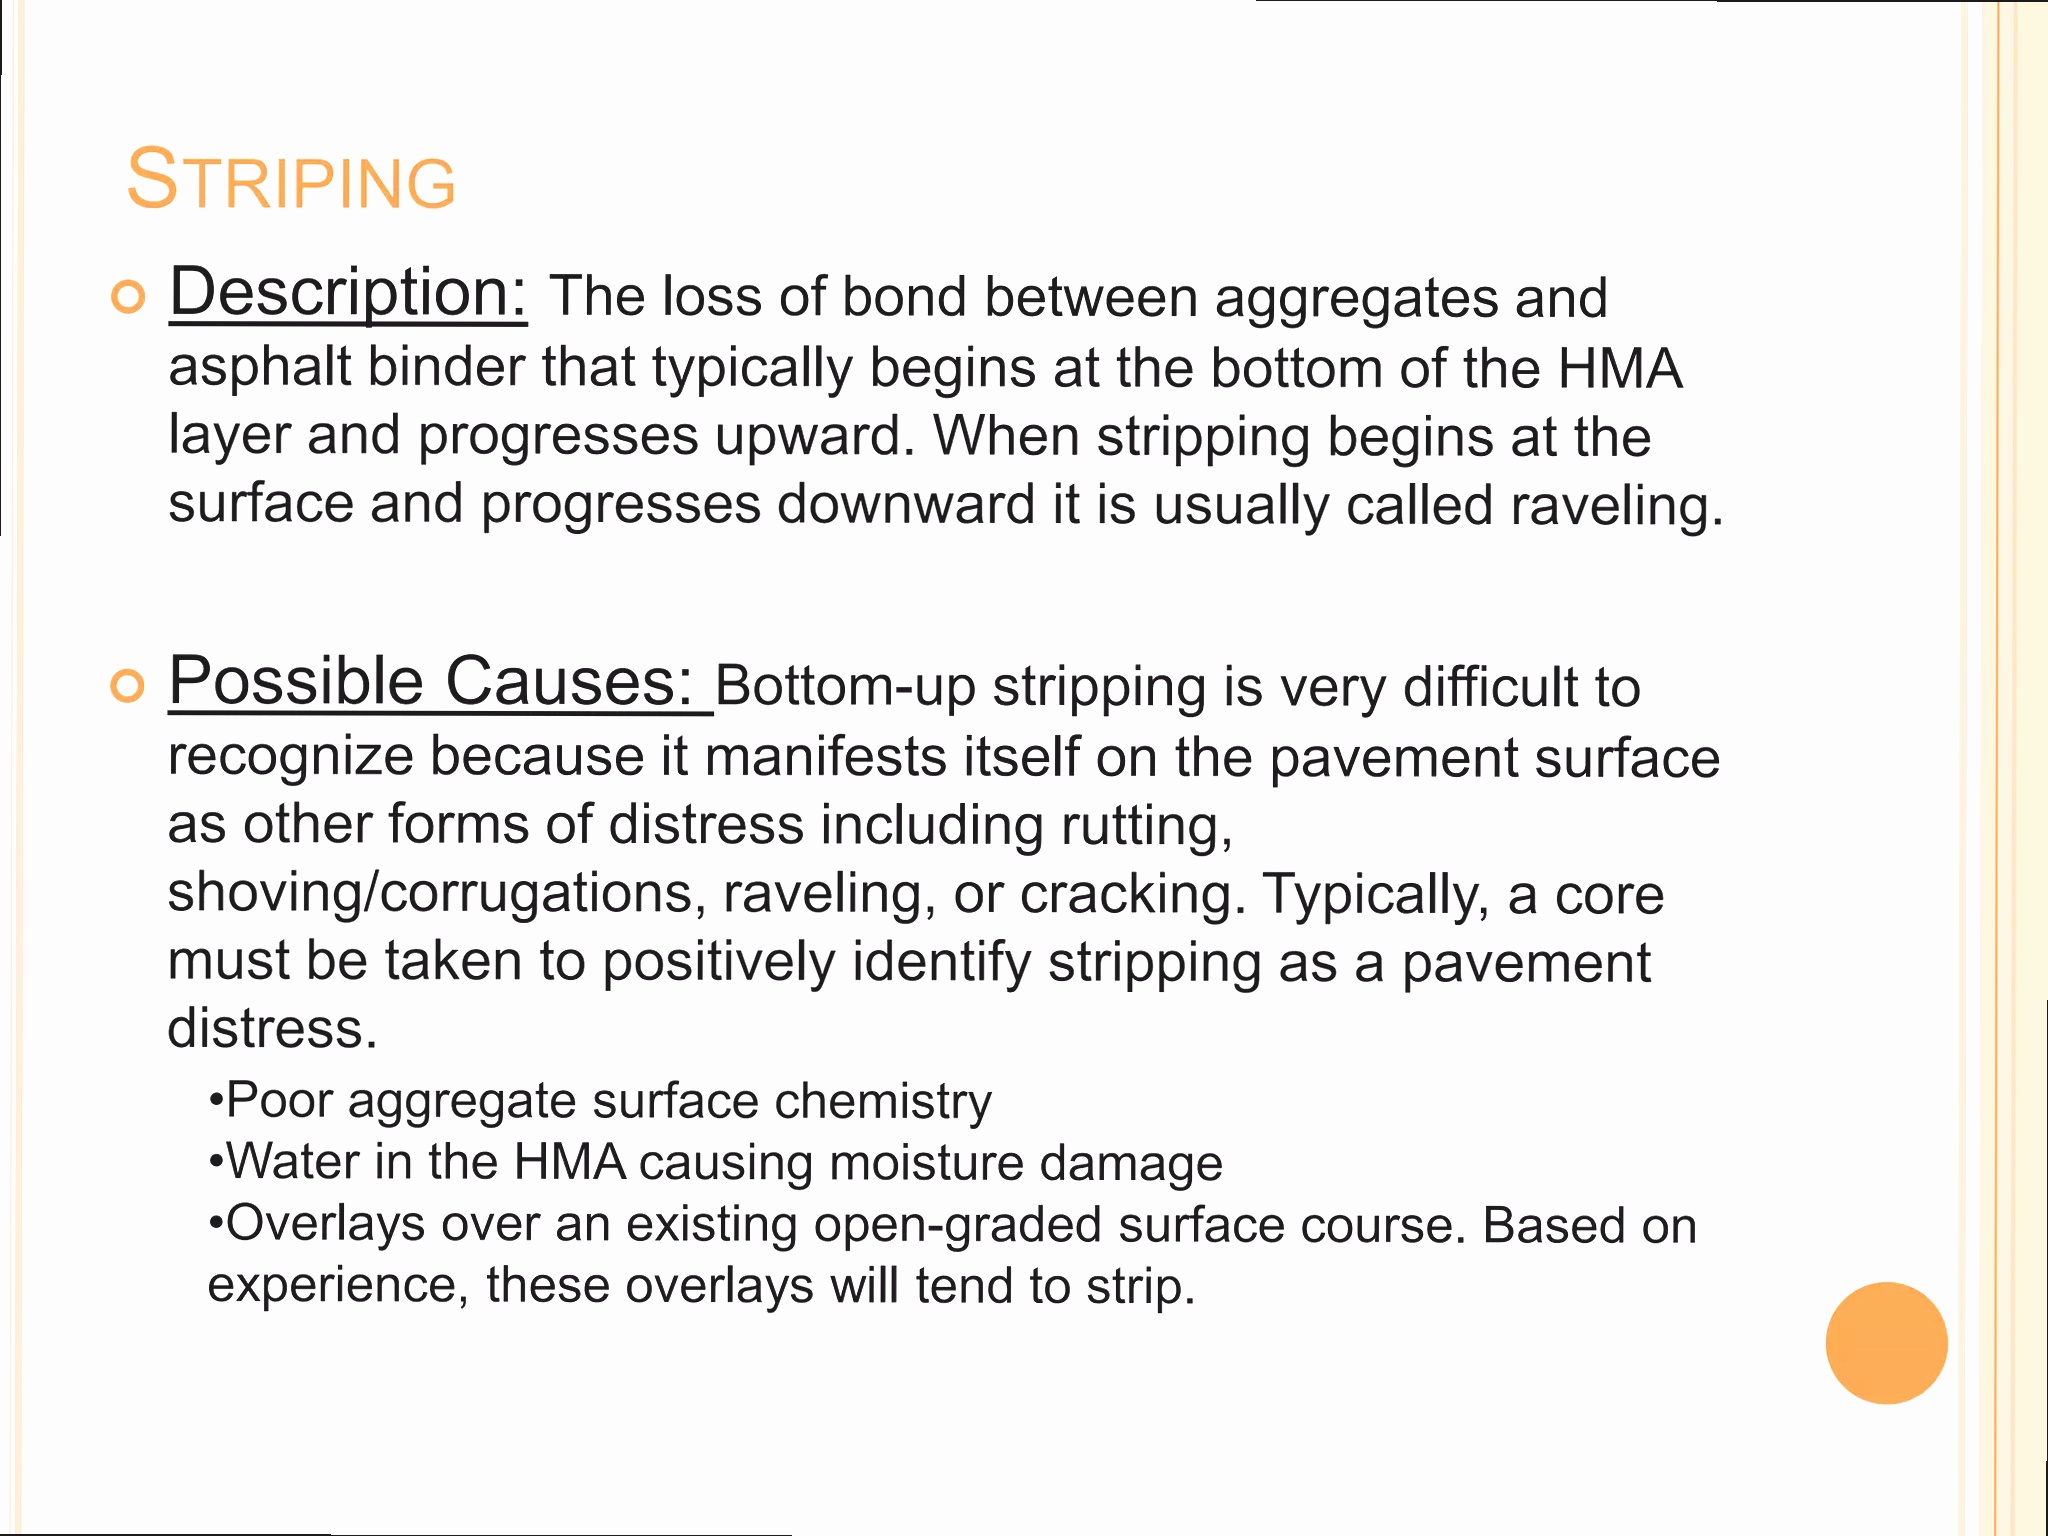 STRIPING
Description: The loss of bond between aggregates and
asphalt binder that typically begins at the bottom of the HMA
layer and progresses upward. When stripping begins at the
surface and progresses downward it is usually called raveling.
Possible Causes: Bottom-up stripping is very difficult to
recognize because it manifests itself on the pavement surface
as other forms of distress including rutting,
shoving/corrugations, raveling, or cracking. Typically, a core
must be taken to positively identify stripping as a pavement
distress.
•Poor aggregate surface chemistry
•Water in the HMA causing moisture damage
•Overlays over an existing open-graded surface course. Based on
experience, these overlays will tend to strip.